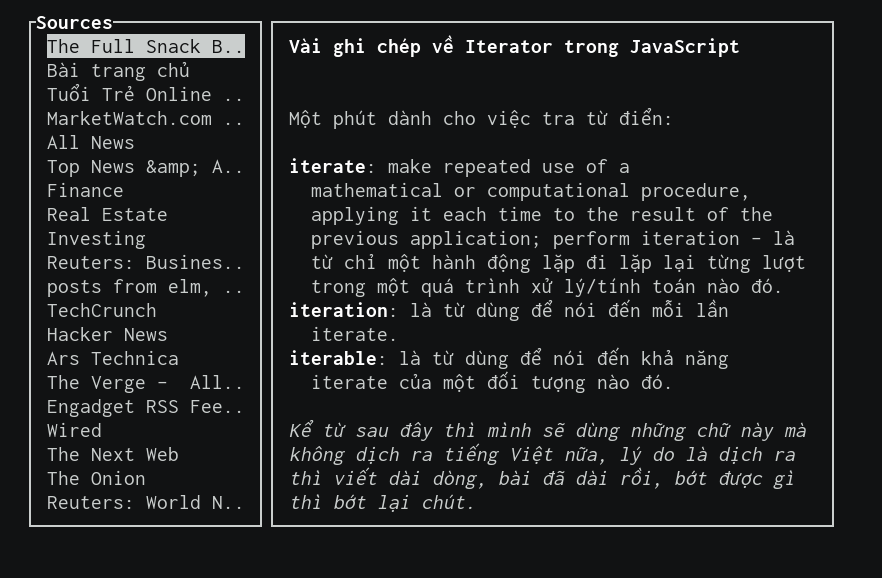 Sources
The Full Snack B..
Bài trang chủ
Tuổi Trẻ Online ..
MarketWatch.com ..
All News
Top News &amp; A..
Finance
Real Estate
Investing
Reuters: Busines..
posts from elm, ..
TechCrunch
Hacker News
Ars Technica
The Verge –  All..
Engadget RSS Fee..
Wired
The Next Web
The Onion
Reuters: World N..
Vài ghi chép về Iterator trong JavaScript
Một phút dành cho việc tra từ điển:
iterate: make repeated use of a
mathematical or computational procedure,
applying it each time to the result of the
previous application; perform iteration – là
từ chỉ một hành động lặp đi lặp lại từng lượt
trong một quá trình xử lý/tính toán nào đó.
iteration: là từ dùng để nói đến mỗi lần
iterate.
iterable: là từ dùng để nói đến khả năng
iterate của một đối tượng nào đó.
Kể từ sau đây thì mình sẽ dùng những chữ này mà
không dịch ra tiếng Việt nữa, lý do là dịch ra
thì viết dài dòng, bài đã dài rồi, bớt được gì
thì bớt lại chút.